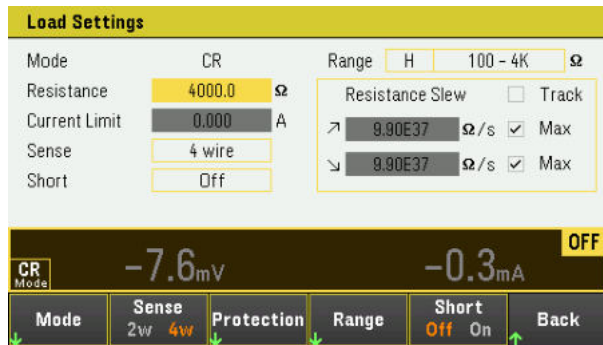 Load Settings
Mode CR Range H 100 - 4K Ω
Resistance 4000.0 Ω Resistance Slew Track
Current Limit 0.000 A 9.90E37 Ω/s Max
Sense 4 wire 9.90E37 Ω/s Max
Short Off
OFF
CR Mode -7.6mV -0.3mA
Mode Sense 2w 4w Protection Range Short Off On Back